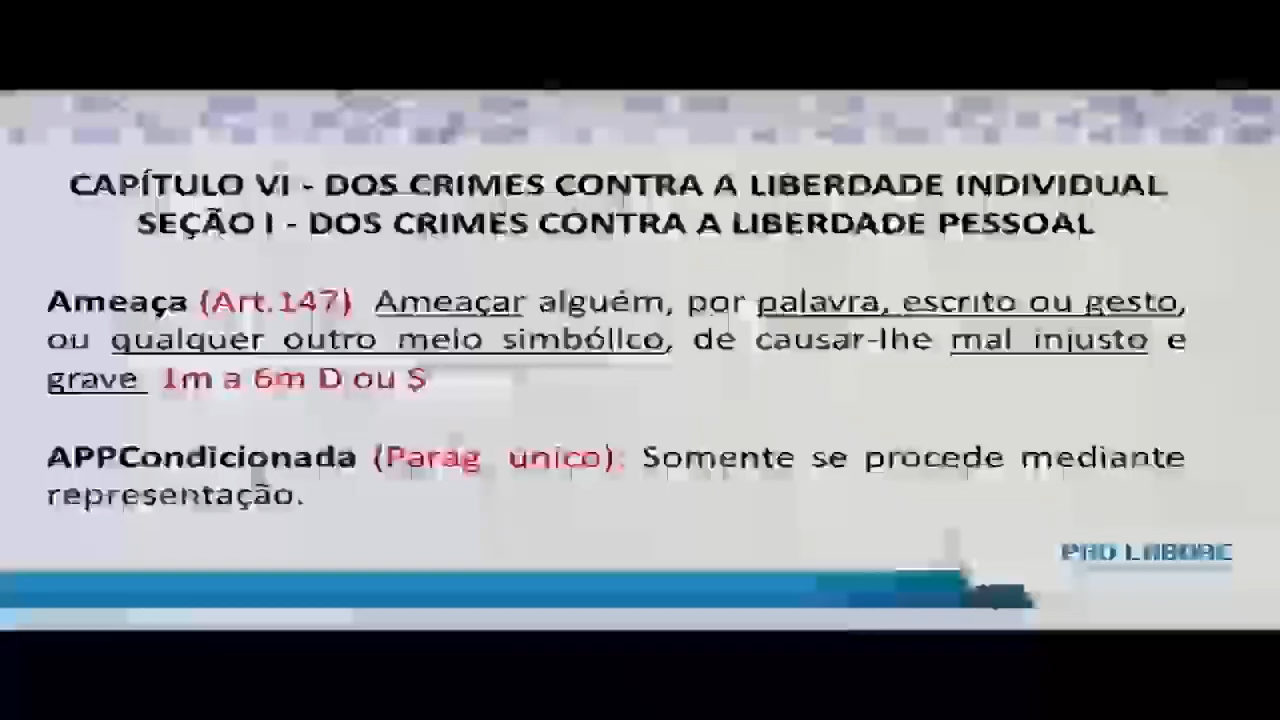 CAPÍTULO VI - DOS CRIMES CONTRA A LIBERDADE INDIVIDUAL
SEÇÃO I - DOS CRIMES CONTRA A LIBERDADE PESSOAL
Ameaça (Art.147) Ameaçar alguém, por palavra, escrito ou gesto,
ou qualquer outro meio simbólico, de causar-lhe mal injusto e
grave 1m a 6m D ou $
APPCondicionada (Parag único): Somente se procede mediante
representação.
PRO LABORE